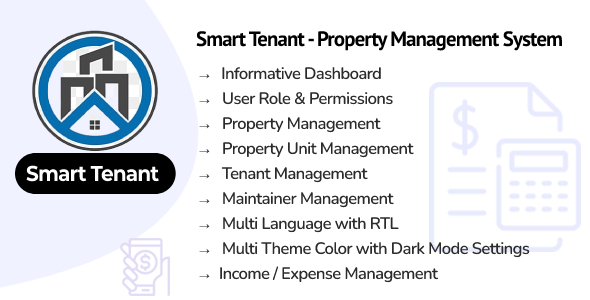 Smart Tenant - Property Management System
→ Informative Dashboard
→ User Role & Permissions
→ Property Management
→ Property Unit Management
→ Tenant Management
→ Maintainer Management
→ Multi Language with RTL
→ Multi Theme Color with Dark Mode Settings
→ Income / Expense Management
Smart Tenant
$
$